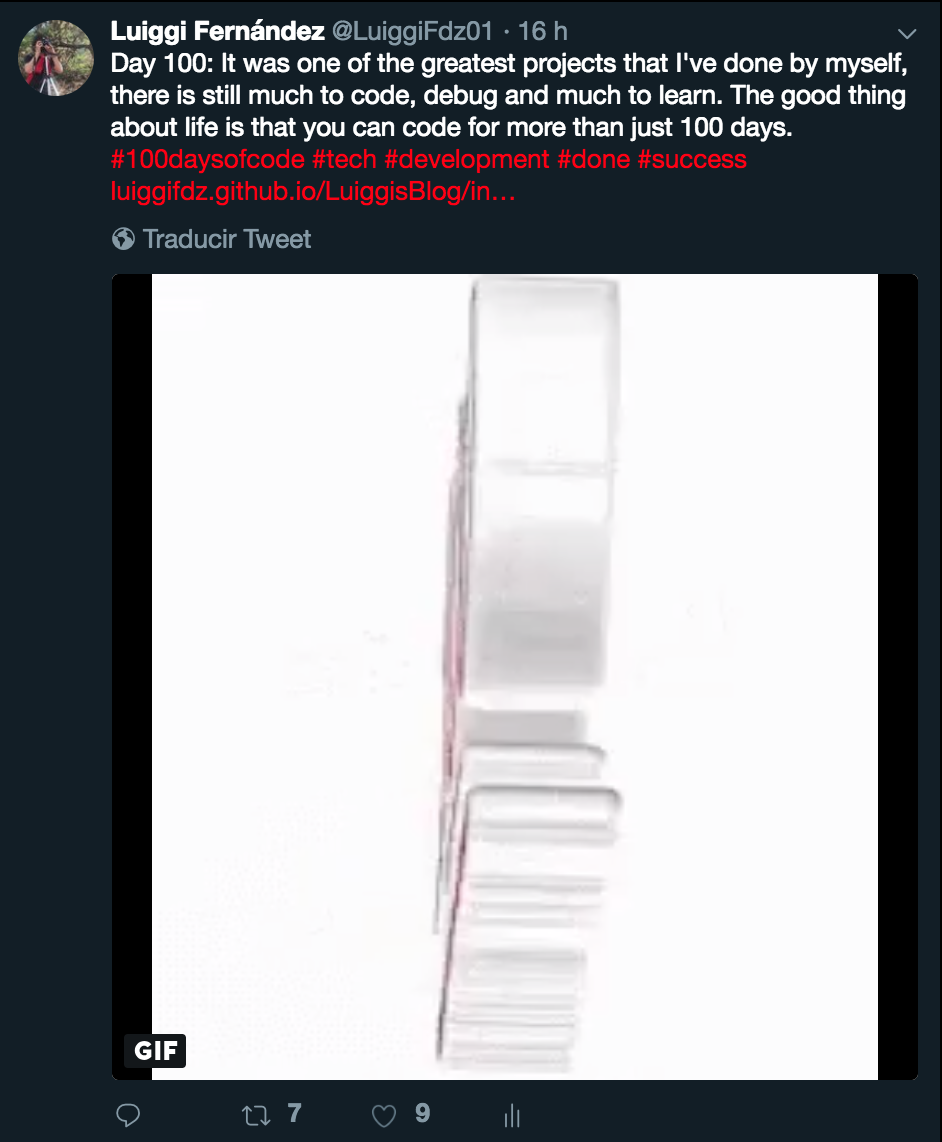 Luiggi Fernández @LuiggiFdz01 · 16 h
Day 100: It was one of the greatest projects that I've done by myself,
there is still much to code, debug and much to learn. The good thing
about life is that you can code for more than just 100 days.
#100daysofcode #tech #development #done #success
luiggifdz.github.io/LuiggisBlog/in…
Traducir Tweet
GIF
7 9